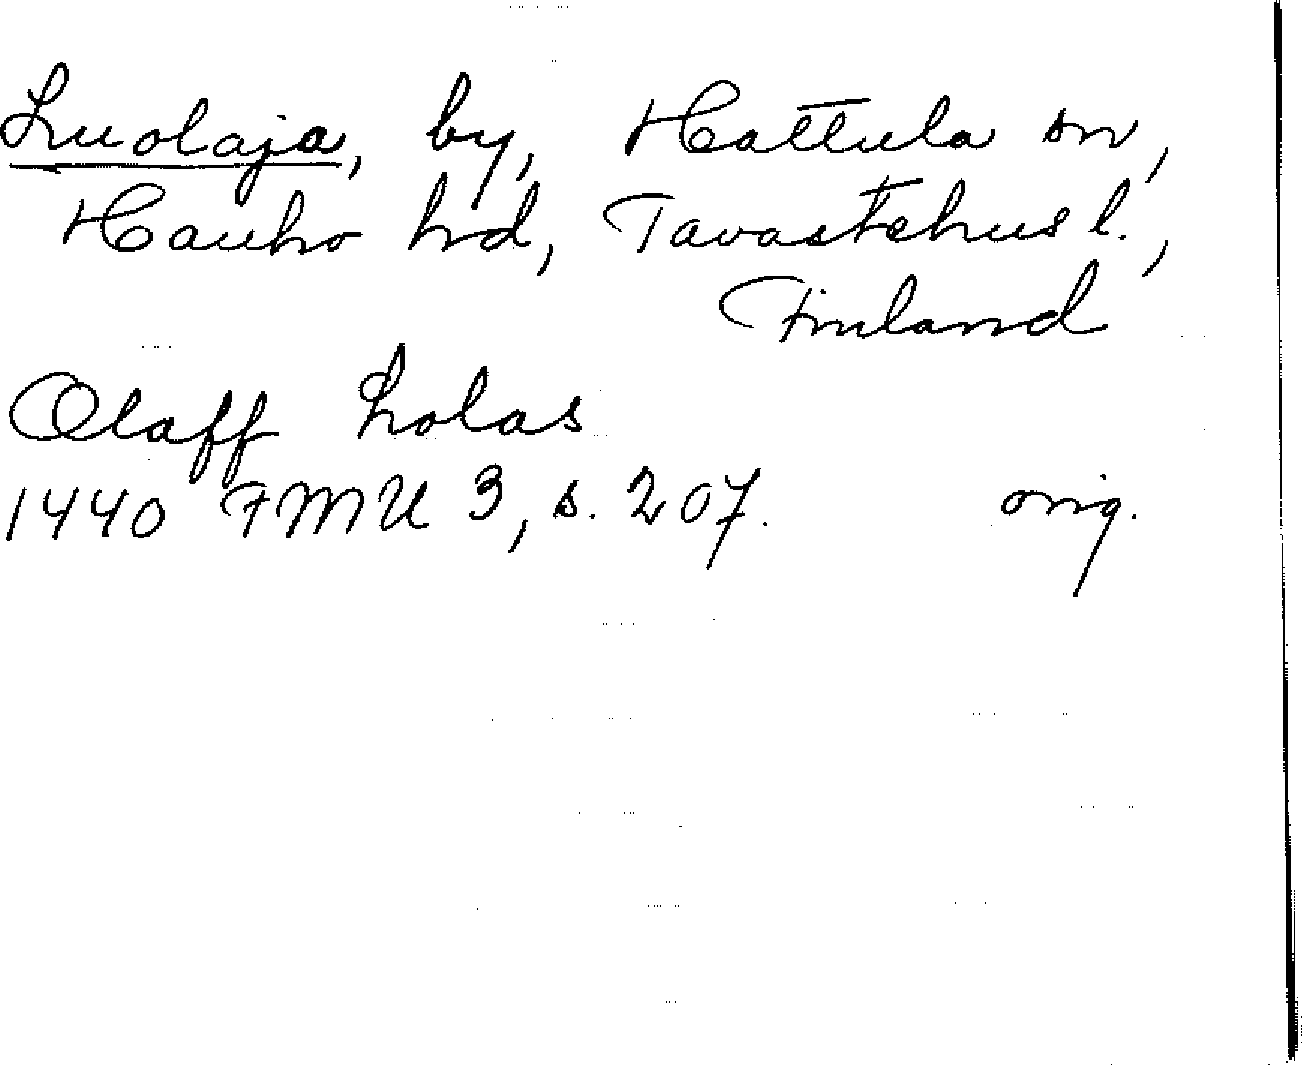 Luolaja, by, Hattula sn,
Hauho hd, Tavastehus l.,
Finland
Olaff Lolas
1440 FMU 3, s. 207. orig.